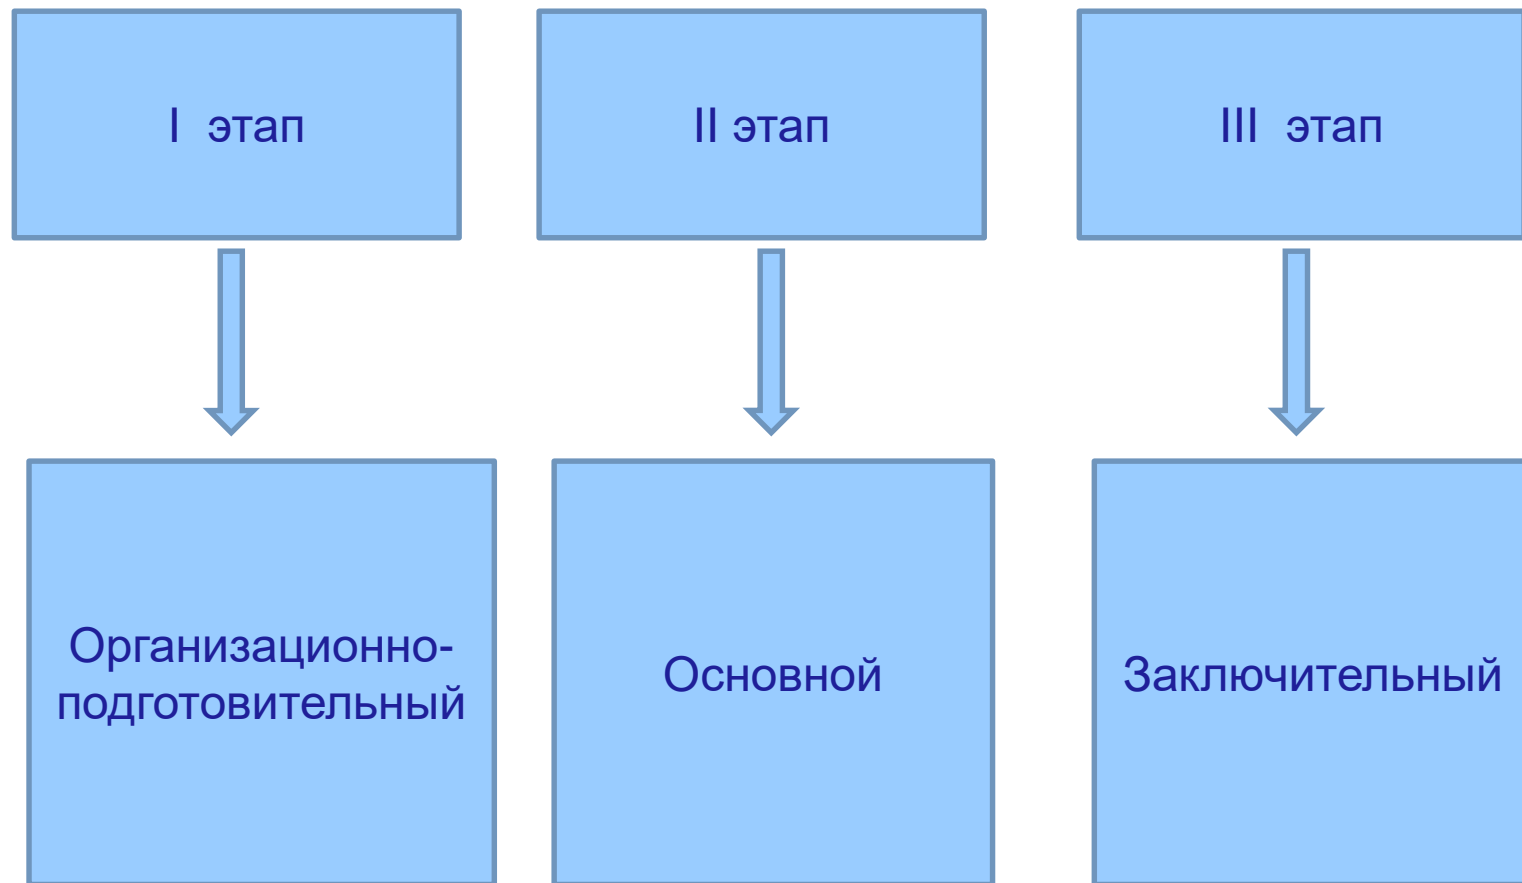 I этап
II этап
III этап
Организационно-
подготовительный
Основной
Заключительный